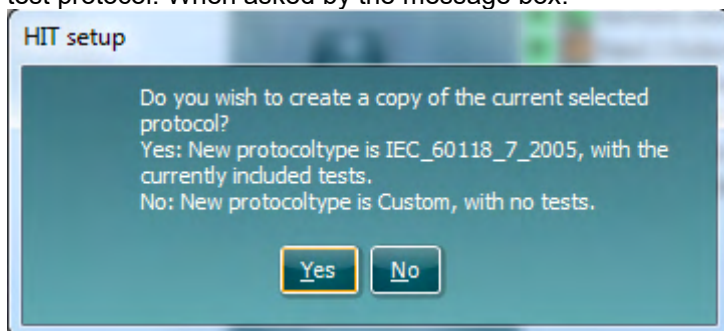 test protocol. When asked by the message box:
HIT setup
Do you wish to create a copy of the current selected
protocol?
Yes: New protocoltype is IEC_60118_7_2005, with the
currently included tests.
No: New protocoltype is Custom, with no tests.
Yes No